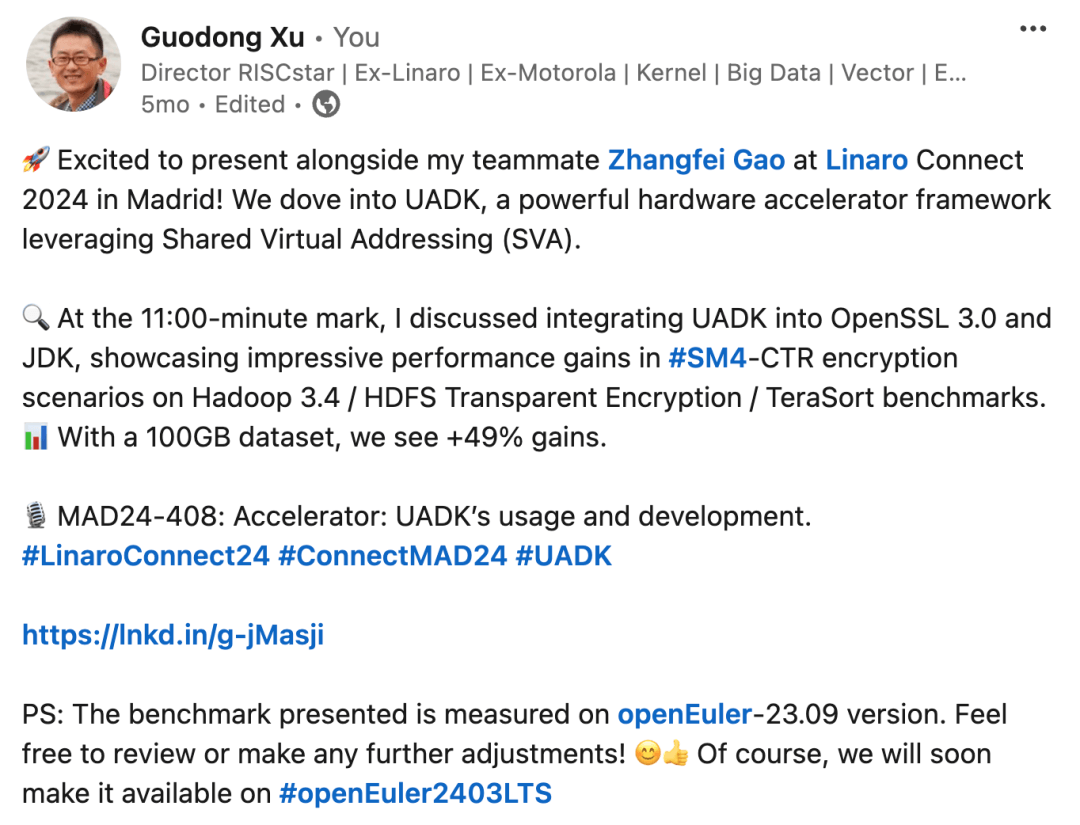 Guodong Xu • You
Director RISCstar | Ex-Linaro | Ex-Motorola | Kernel | Big Data | Vector | E...
5mo • Edited •
🚀 Excited to present alongside my teammate Zhangfei Gao at Linaro Connect
2024 in Madrid! We dove into UADK, a powerful hardware accelerator framework
leveraging Shared Virtual Addressing (SVA).
🔍 At the 11:00-minute mark, I discussed integrating UADK into OpenSSL 3.0 and
JDK, showcasing impressive performance gains in #SM4-CTR encryption
scenarios on Hadoop 3.4 / HDFS Transparent Encryption / TeraSort benchmarks.
📊 With a 100GB dataset, we see +49% gains.
🎙️ MAD24-408: Accelerator: UADK’s usage and development.
#LinaroConnect24 #ConnectMAD24 #UADK
https://lnkd.in/g-jMasji
PS: The benchmark presented is measured on openEuler-23.09 version. Feel
free to review or make any further adjustments! 😊👍 Of course, we will soon
make it available on #openEuler2403LTS